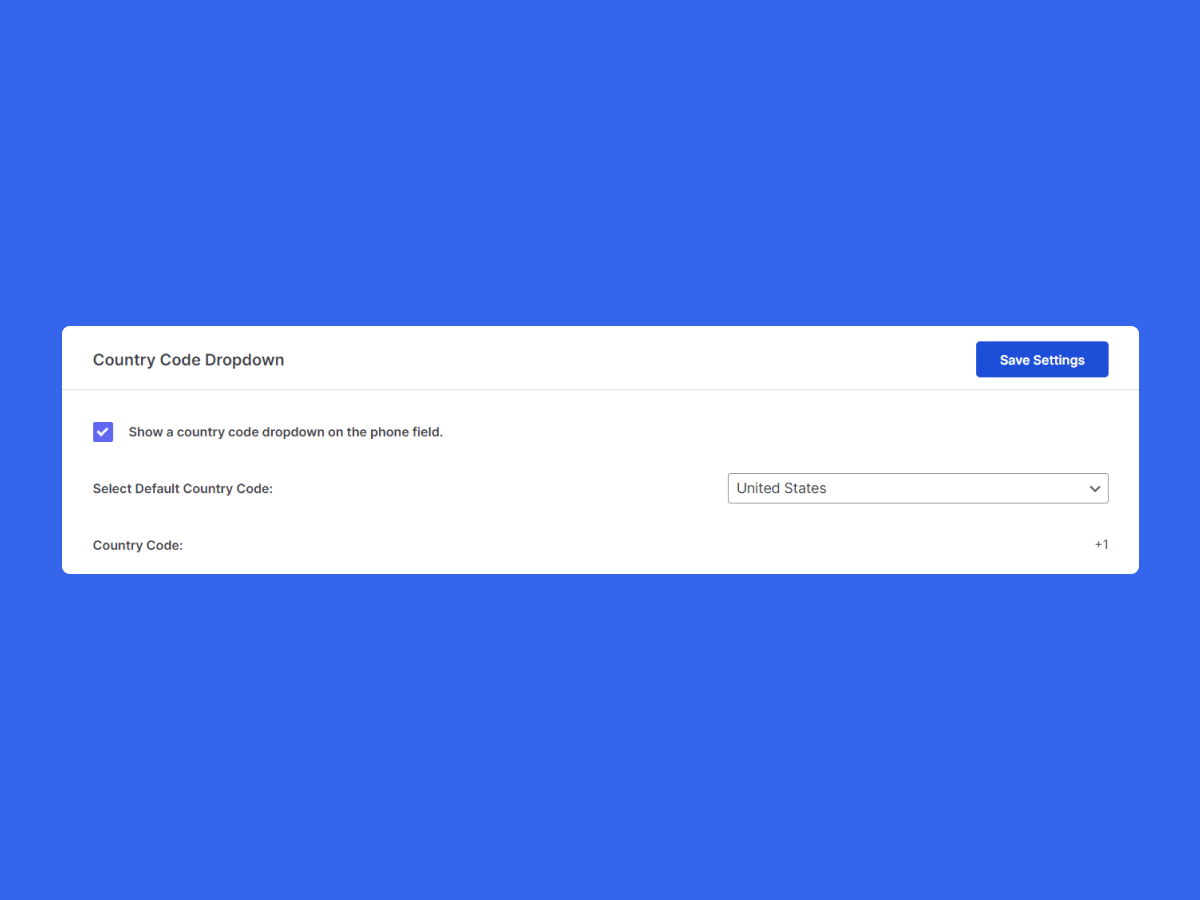 Country Code Dropdown
Save Settings
Show a country code dropdown on the phone field.
Select Default Country Code:
United States
Country Code:
+1